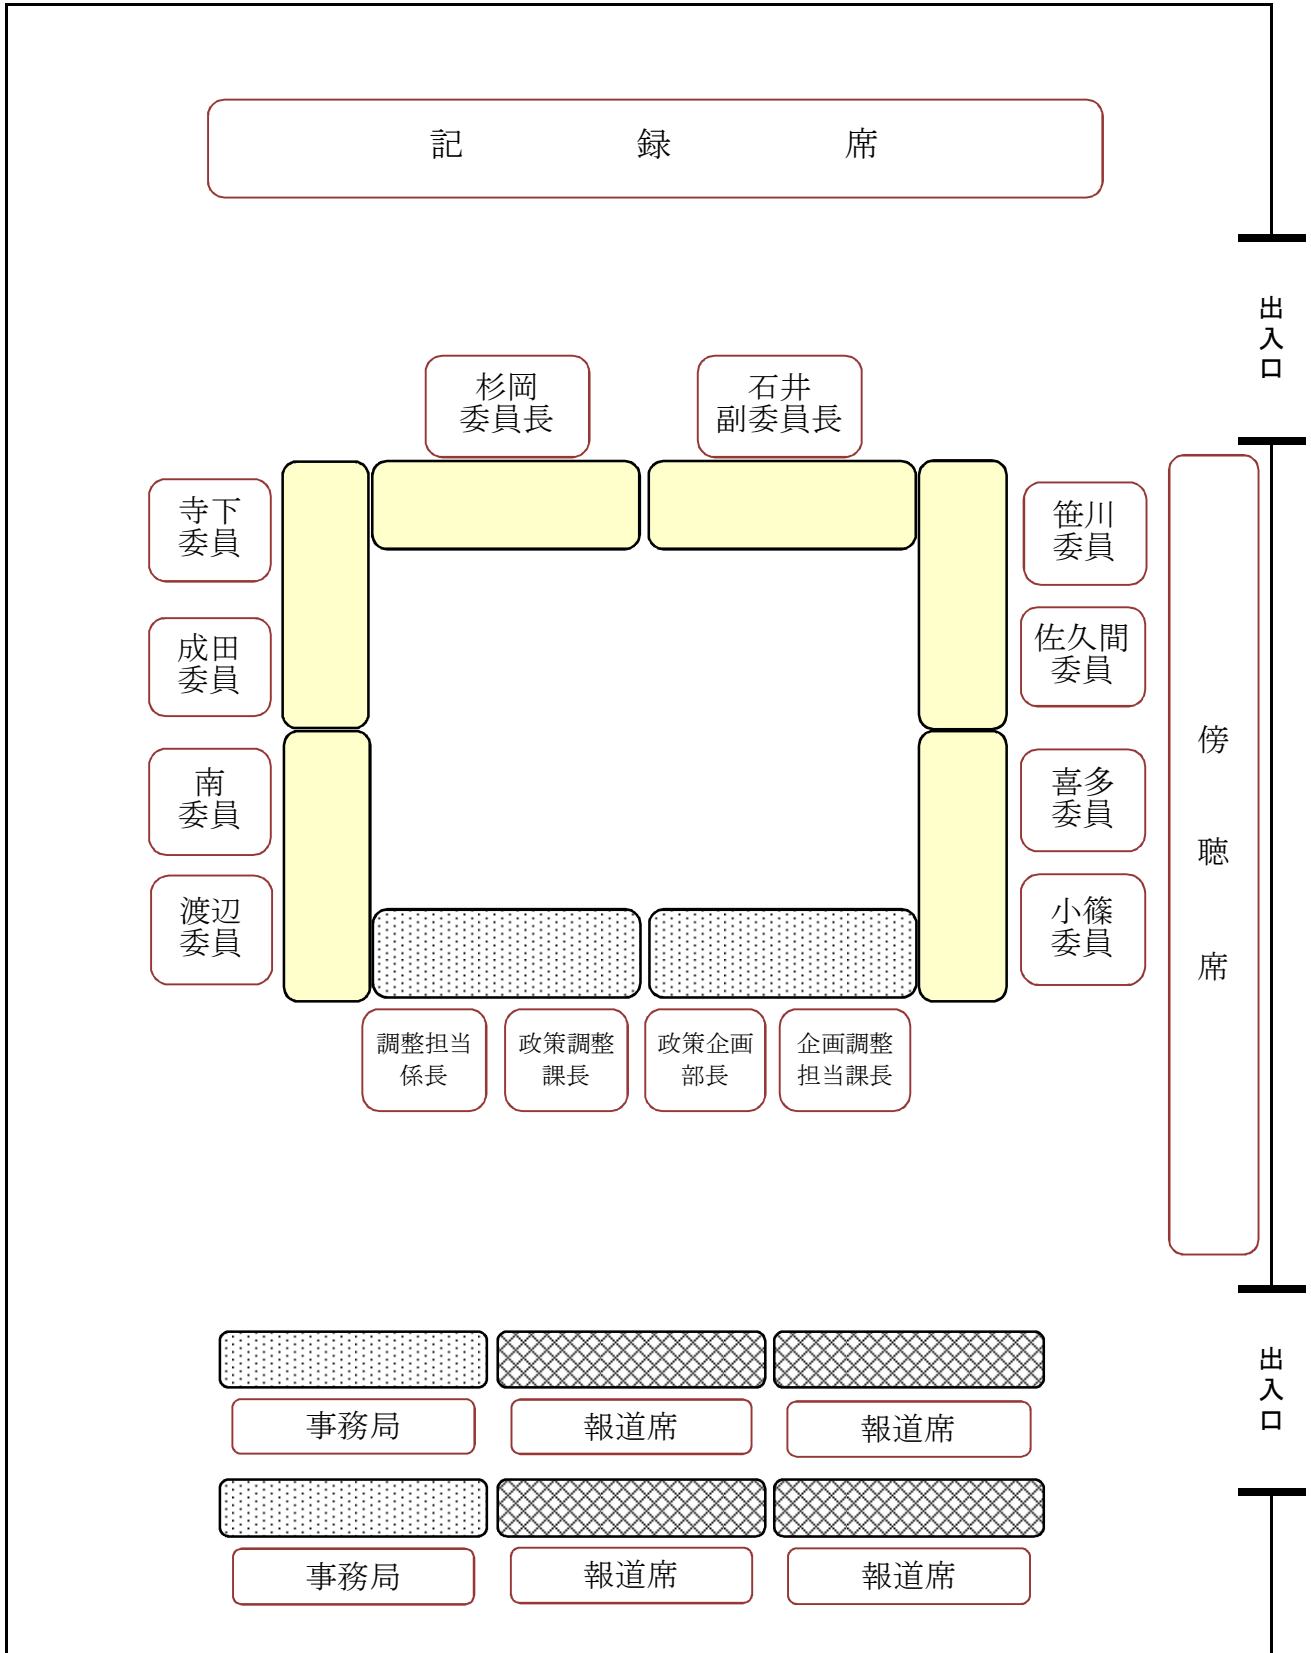 記録席
出入口
杉岡
委員長
石井
副委員長
寺下
委員
笹川
委員
成田
委員
佐久間
委員
南
委員
喜多
委員
渡辺
委員
小篠
委員
傍聴席
調整担当
係長
政策調整
課長
政策企画
部長
企画調整
担当課長
出入口
事務局
報道席
報道席
事務局
報道席
報道席